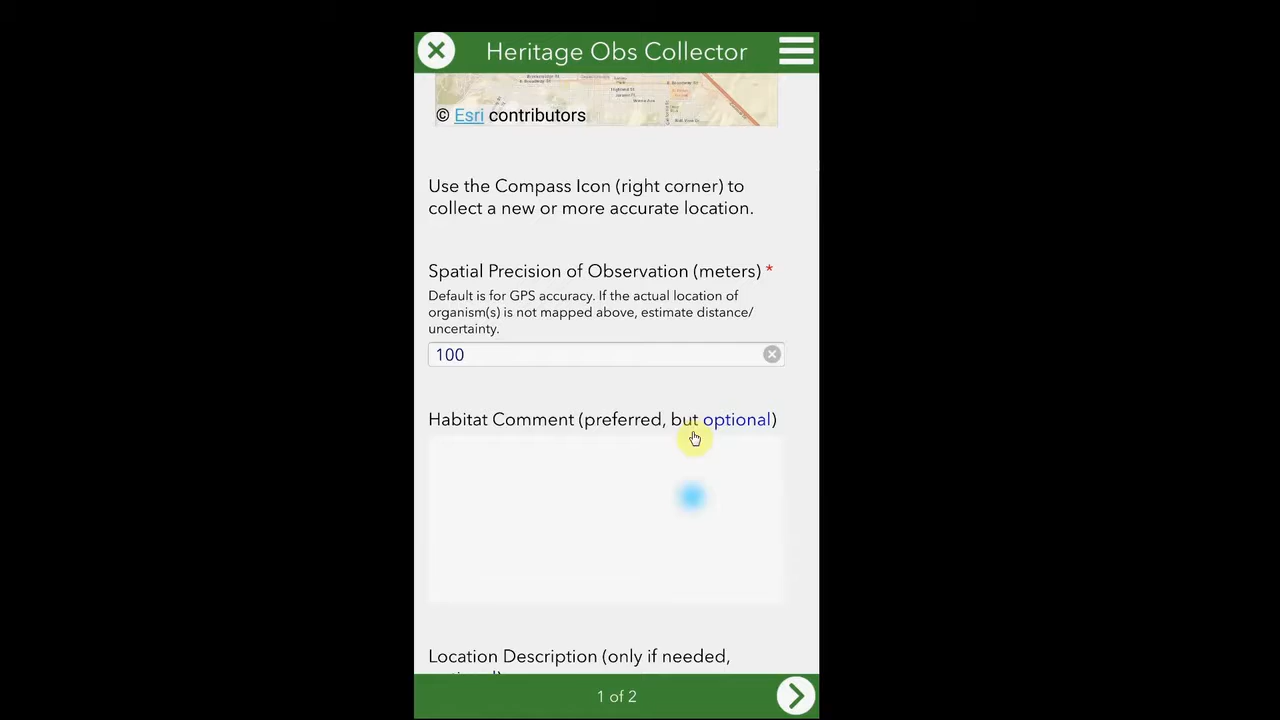 Heritage Obs Collector
© Esri contributors
Use the Compass Icon (right corner) to
collect a new or more accurate location.
Spatial Precision of Observation (meters) *
Default is for GPS accuracy. If the actual location of
organism(s) is not mapped above, estimate distance/
uncertainty.
100
Habitat Comment (preferred, but optional)
Location Description (only if needed,
1 of 2